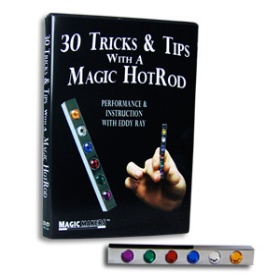 30 TRICKS & TIPS
WITH A
MAGIC HOTROD
PERFORMANCE &
INSTRUCTION
WITH EDDY RAY
MAGIC MAKERS
30 TRICKS & TIPS WITH A MAGIC HOTROD